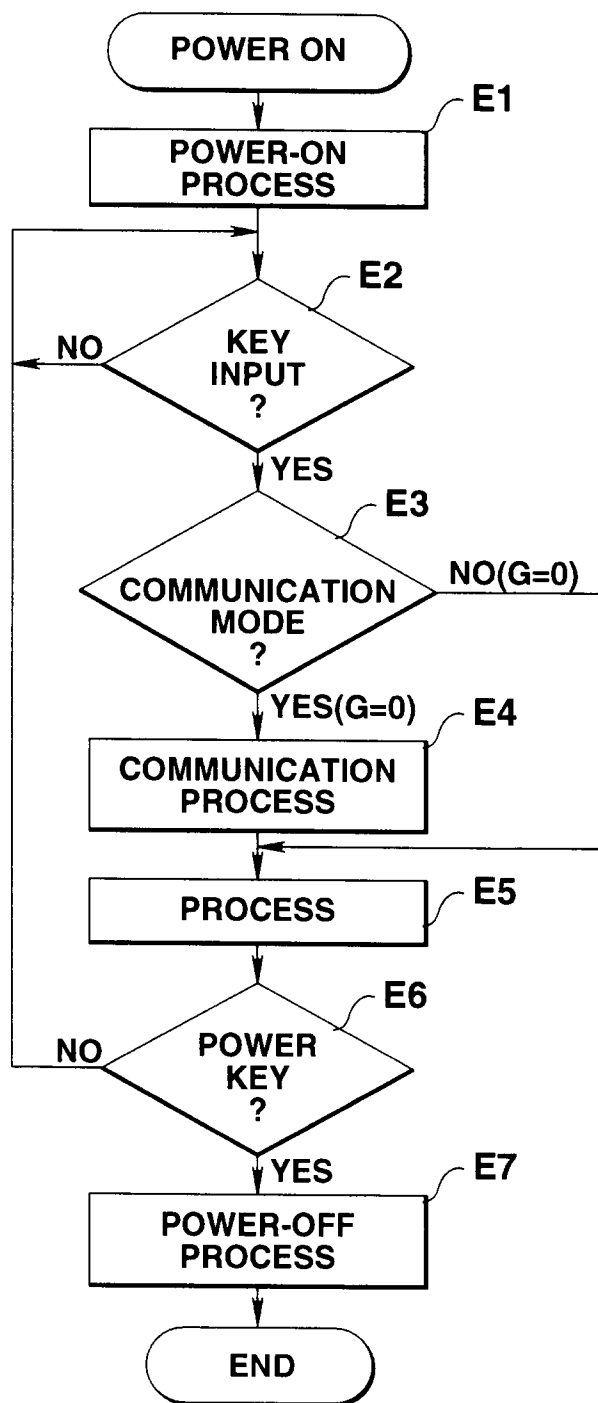 POWER ON
E1
POWER-ON
PROCESS
E2
NO
KEY
INPUT
?
YES
E3
NO(G=0)
COMMUNICATION
MODE
?
YES(G=0)
E4
COMMUNICATION
PROCESS
PROCESS
E5
E6
NO
POWER
KEY
?
YES
E7
POWER-OFF
PROCESS
END